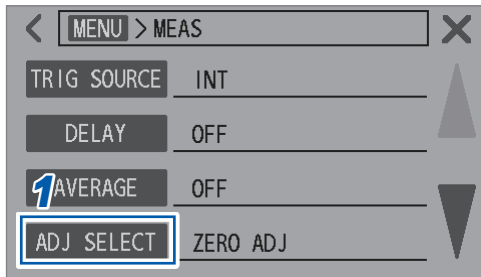 MENU > MEAS
TRIG SOURCE INT
DELAY OFF
1 AVERAGE OFF
ADJ SELECT ZERO ADJ